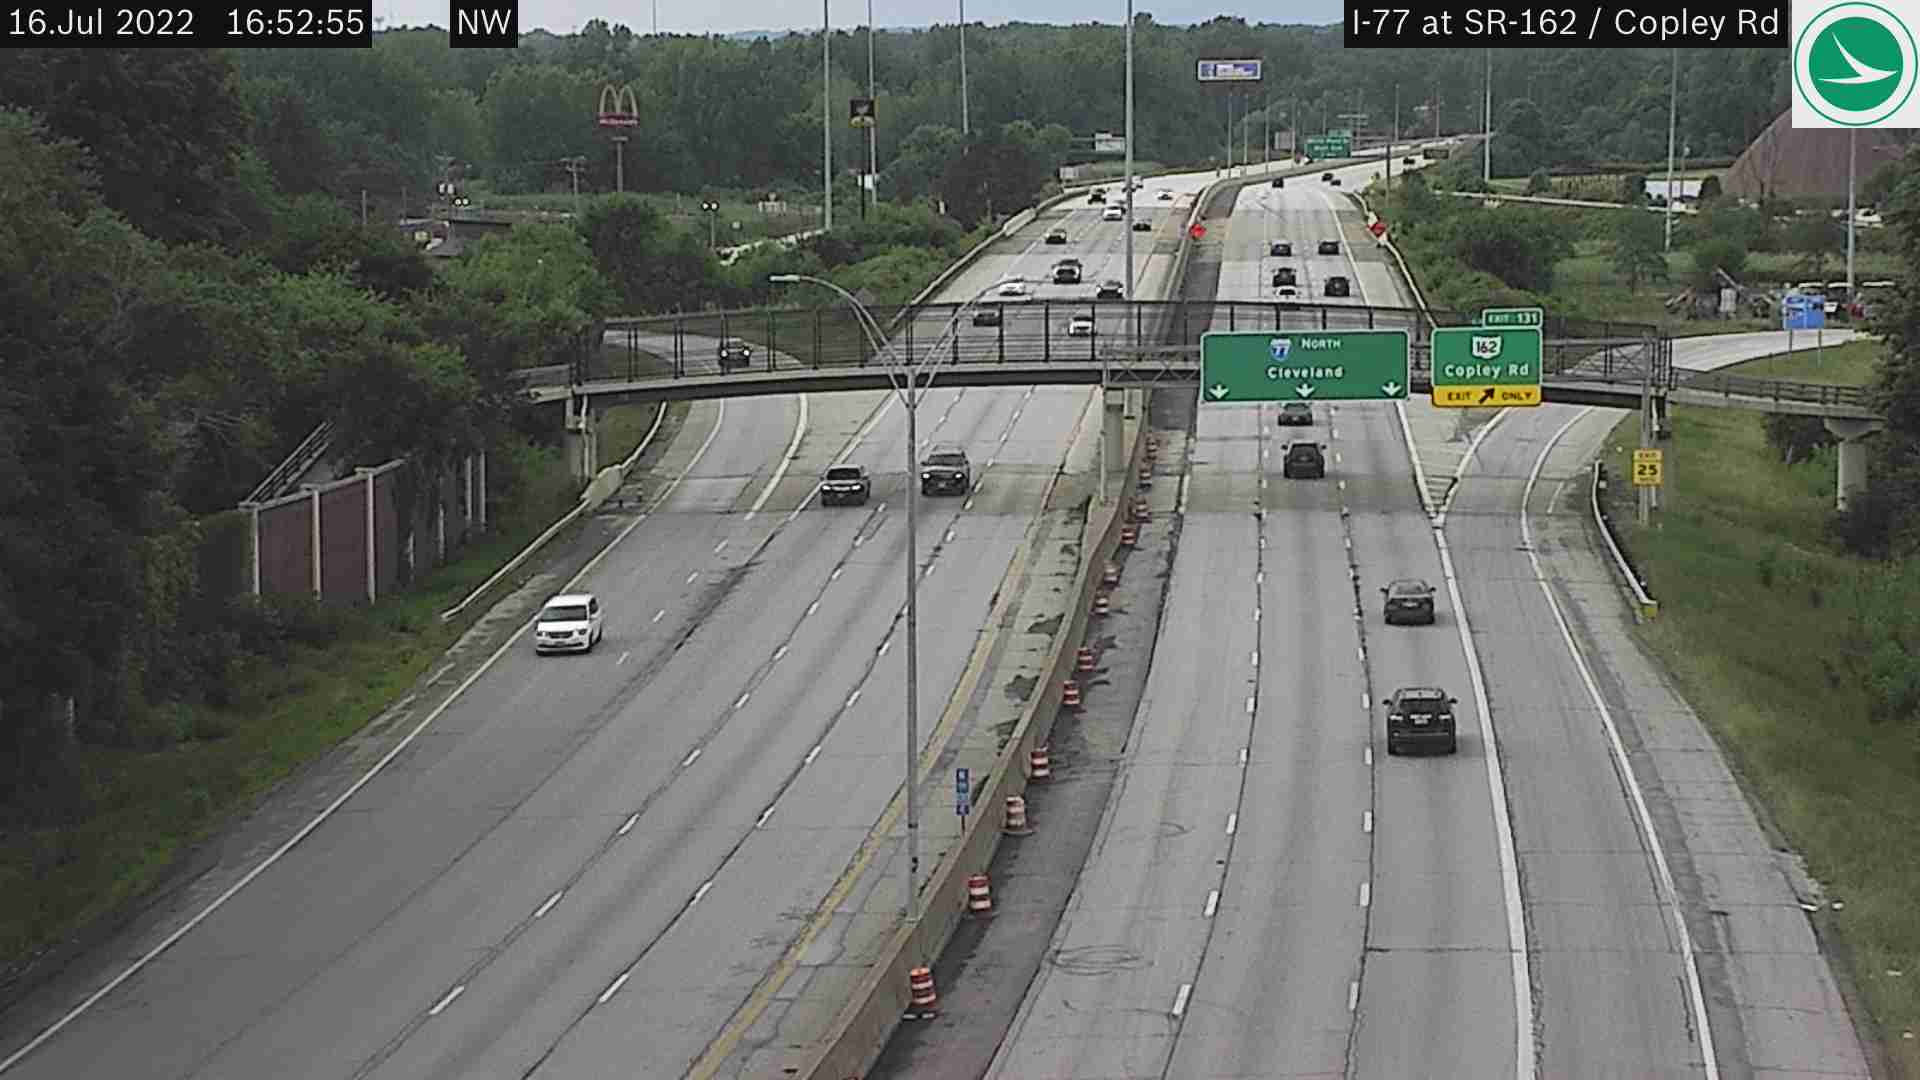 16.Jul 2022 16:52:55
NW
I-77 at SR-162 / Copley Rd
McDonald's
EXIT 131
77 NORTH
Cleveland
162
Copley Rd
EXIT ONLY
EXIT
25